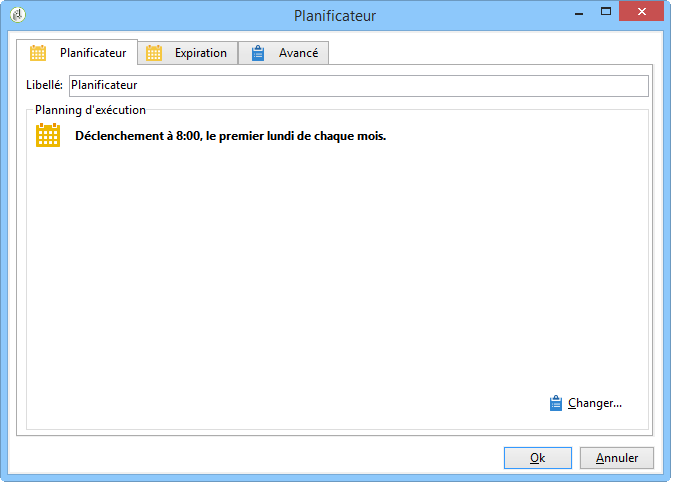 Planificateur
Planificateur Expiration Avancé
Libellé: Planificateur
Planning d'exécution
Déclenchement à 8:00, le premier lundi de chaque mois.
Changer...
Ok Annuler